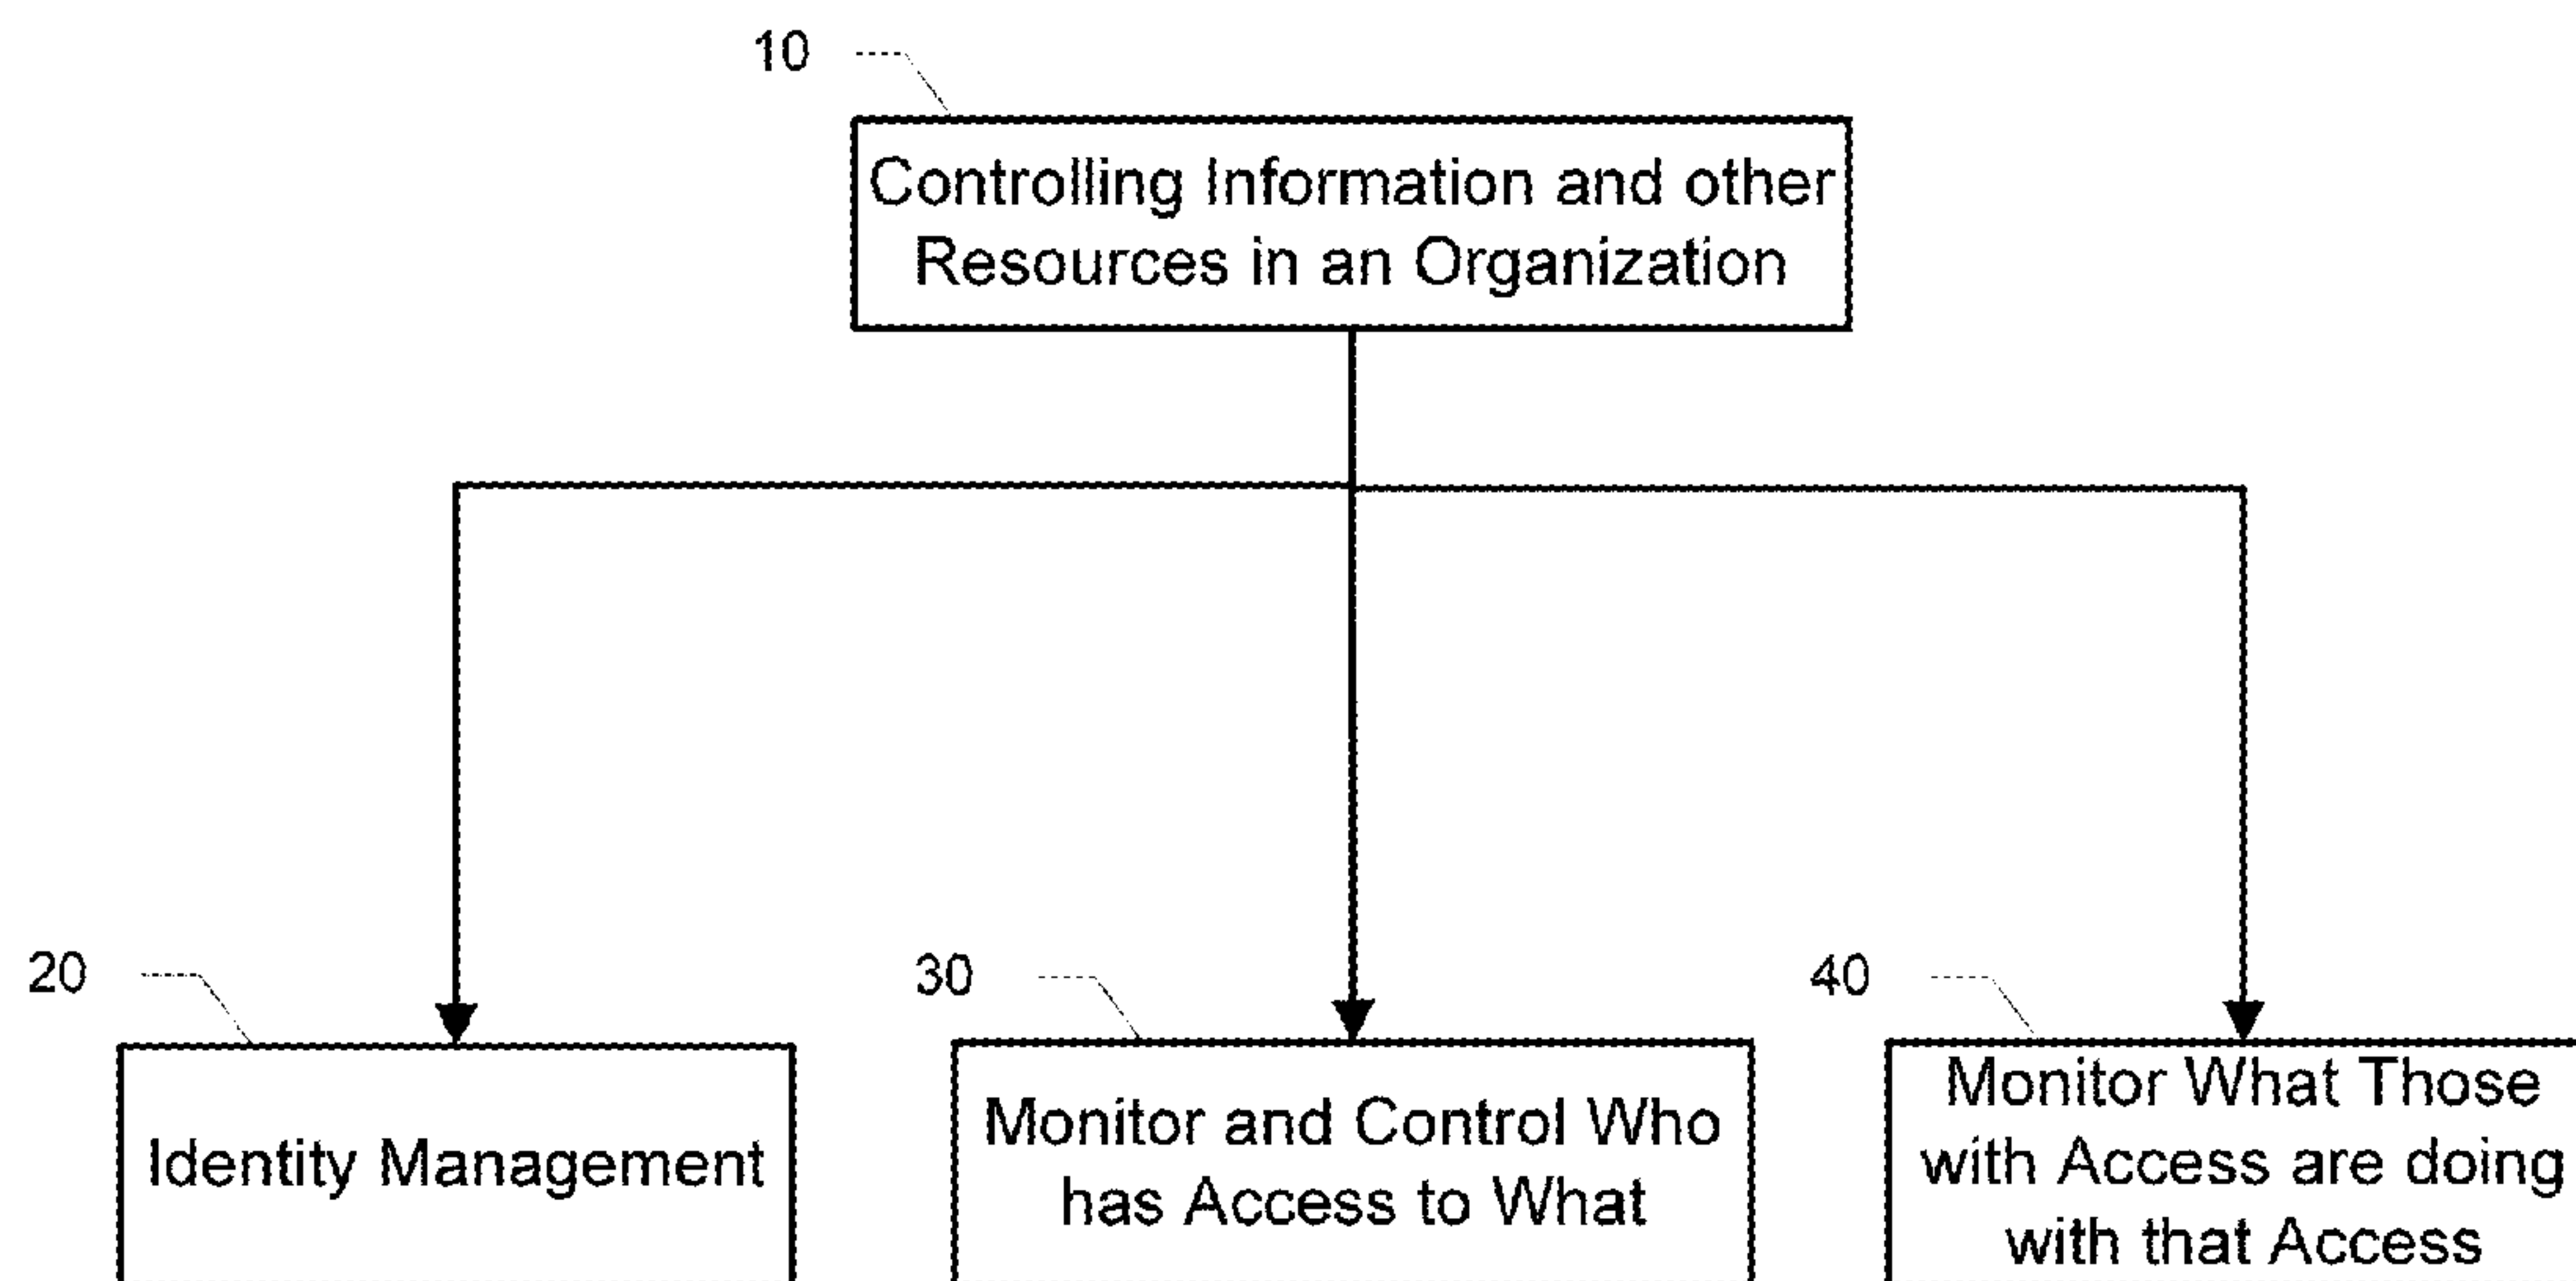 10
Controlling Information and other
Resources in an Organization
20
Identity Management
30
Monitor and Control Who
has Access to What
40
Monitor What Those
with Access are doing
with that Access